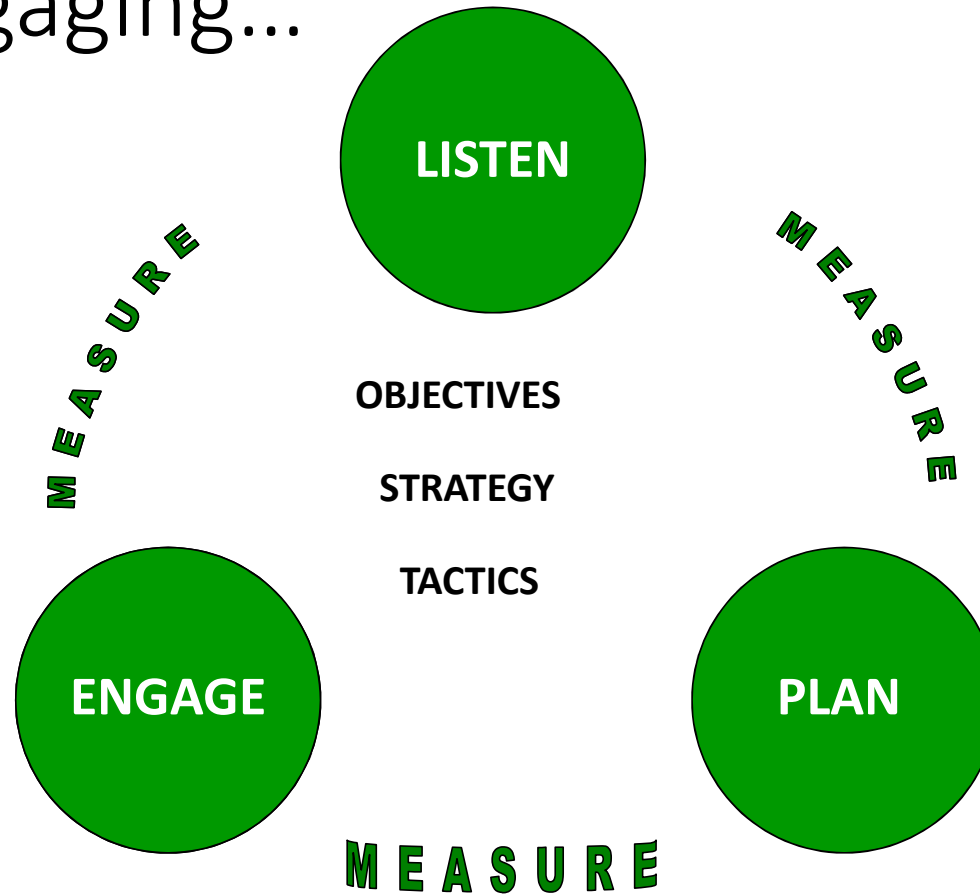 gaging...
LISTEN
MEASURE
MEASURE
OBJECTIVES
STRATEGY
TACTICS
ENGAGE
PLAN
MEASURE